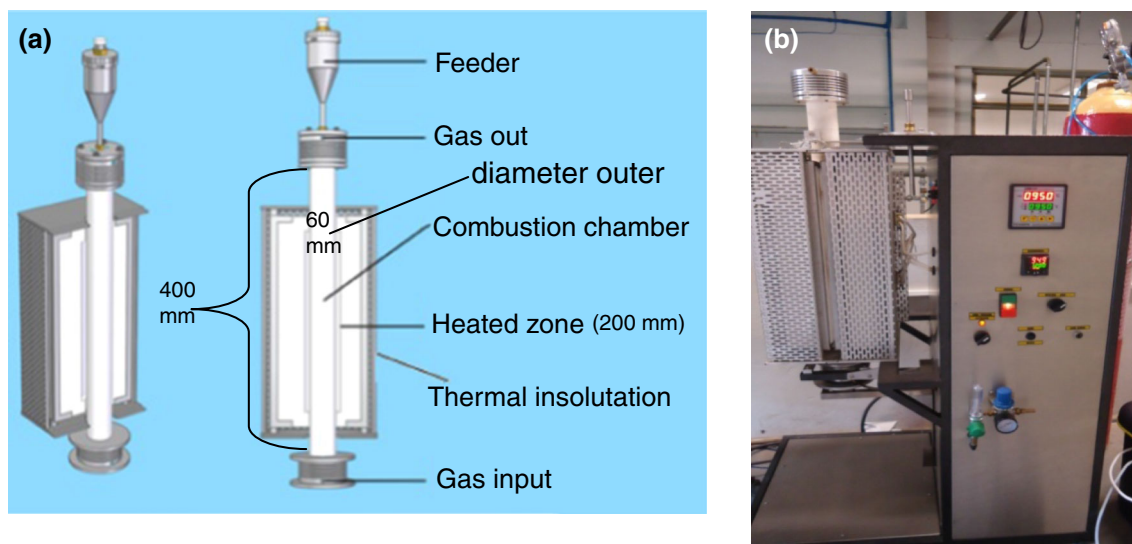 (a)
Feeder
Gas out
diameter outer
60
mm
Combustion chamber
400
mm
Heated zone (200 mm)
Thermal insolutation
Gas input
(b)
0950